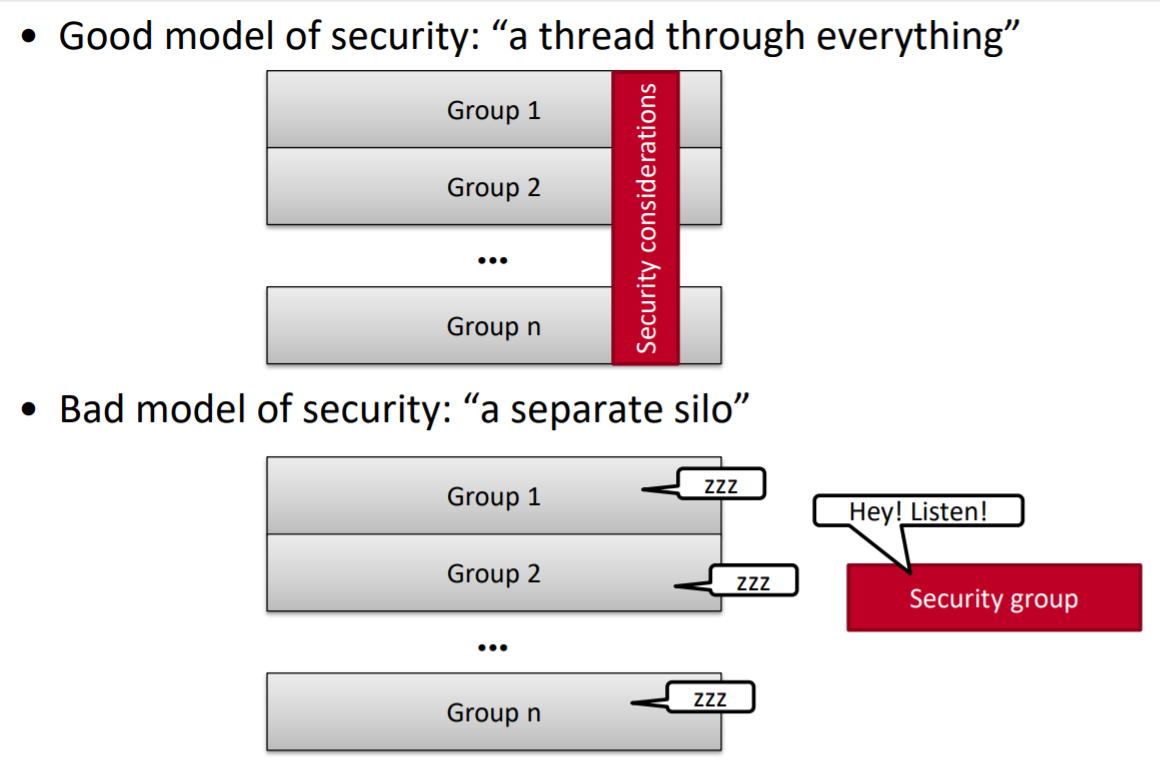 • Good model of security: “a thread through everything”
Group 1
Group 2
...
Group n
Security considerations
• Bad model of security: “a separate silo”
Group 1
zzz
Hey! Listen!
Group 2
zzz
Security group
...
Group n
zzz